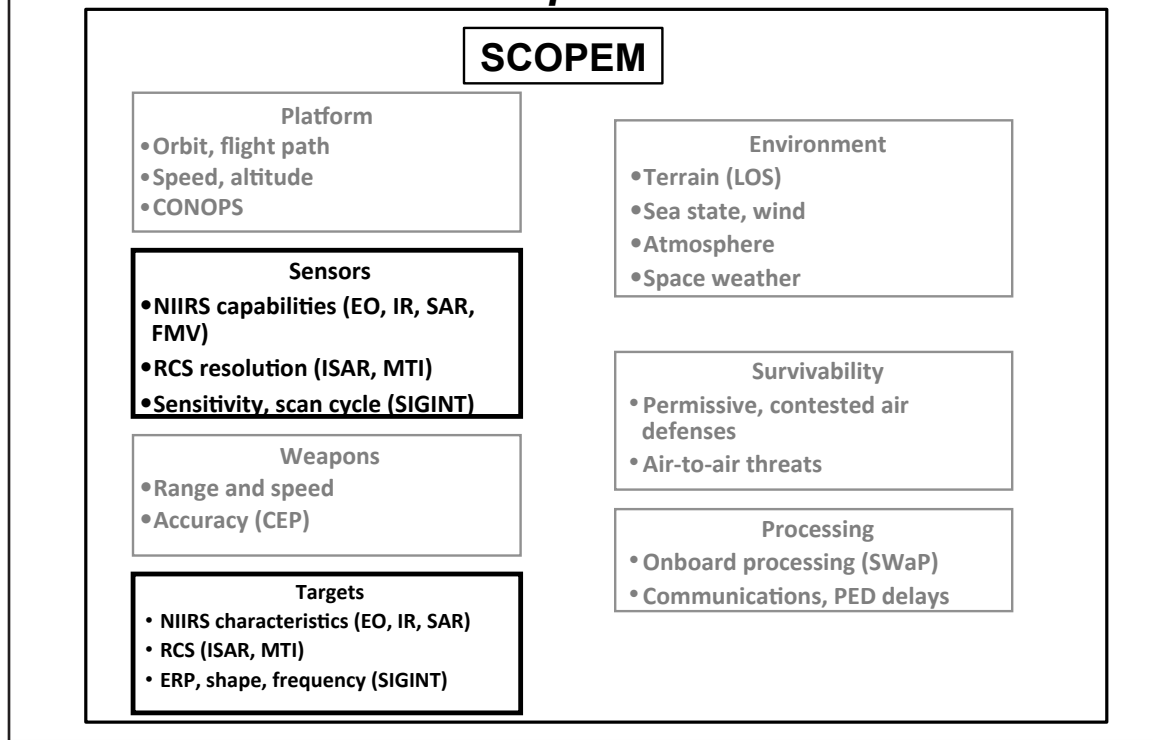 SCOPEM
Platform
•Orbit, flight path
•Speed, altitude
•CONOPS
Sensors
•NIIRS capabilities (EO, IR, SAR,
FMV)
•RCS resolution (ISAR, MTI)
•Sensitivity, scan cycle (SIGINT)
Weapons
•Range and speed
•Accuracy (CEP)
Targets
• NIIRS characteristics (EO, IR, SAR)
• RCS (ISAR, MTI)
• ERP, shape, frequency (SIGINT)
Environment
•Terrain (LOS)
•Sea state, wind
•Atmosphere
•Space weather
Survivability
• Permissive, contested air
defenses
• Air-to-air threats
Processing
• Onboard processing (SWaP)
• Communications, PED delays